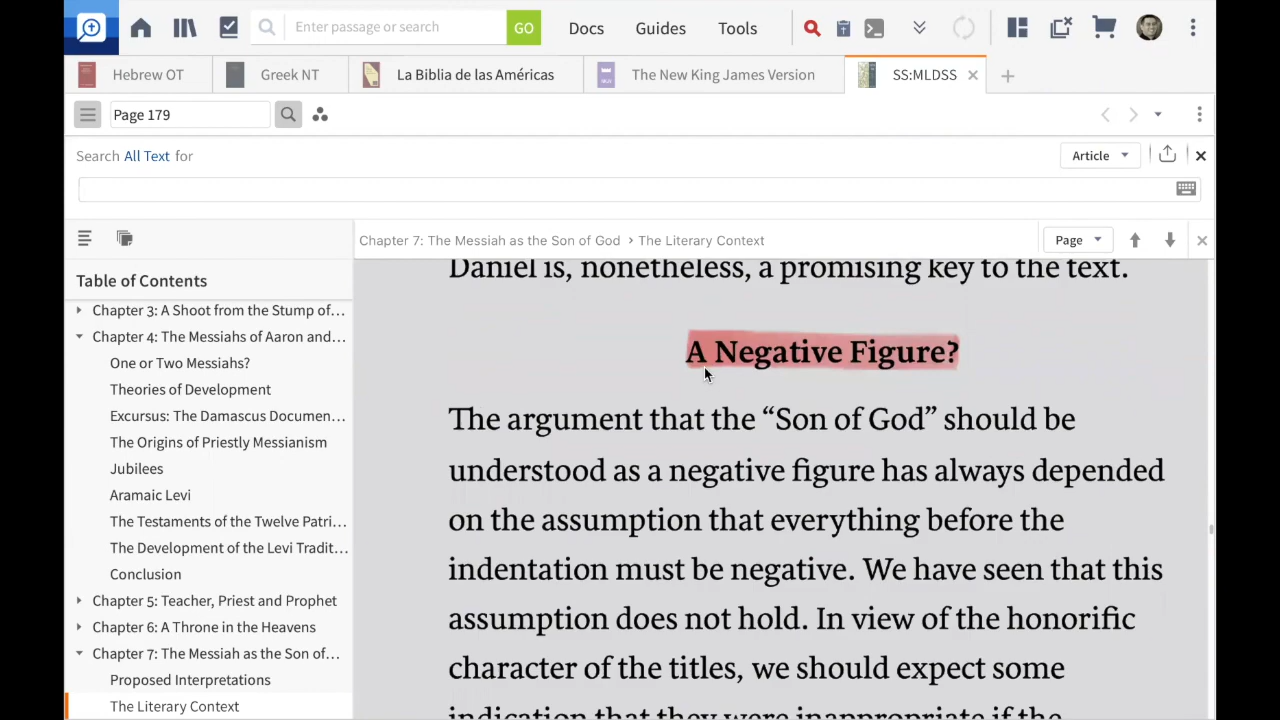 Enter passage or search
GO
Docs
Guides
Tools
Hebrew OT
Greek NT
La Biblia de las Américas
The New King James Version
SS:MLDSS
Page 179
Search All Text for
Article
Chapter 7: The Messiah as the Son of God › The Literary Context
Page
Table of Contents
Chapter 3: A Shoot from the Stump of...
Chapter 4: The Messiahs of Aaron and...
One or Two Messiahs?
Theories of Development
Excursus: The Damascus Documen...
The Origins of Priestly Messianism
Jubilees
Aramaic Levi
The Testaments of the Twelve Patri...
The Development of the Levi Tradit...
Conclusion
Chapter 5: Teacher, Priest and Prophet
Chapter 6: A Throne in the Heavens
Chapter 7: The Messiah as the Son of...
Proposed Interpretations
The Literary Context
Daniel is, nonetheless, a promising key to the text.
A Negative Figure?
The argument that the “Son of God” should be
understood as a negative figure has always depended
on the assumption that everything before the
indentation must be negative. We have seen that this
assumption does not hold. In view of the honorific
character of the titles, we should expect some
indication that they were inappropriate if the